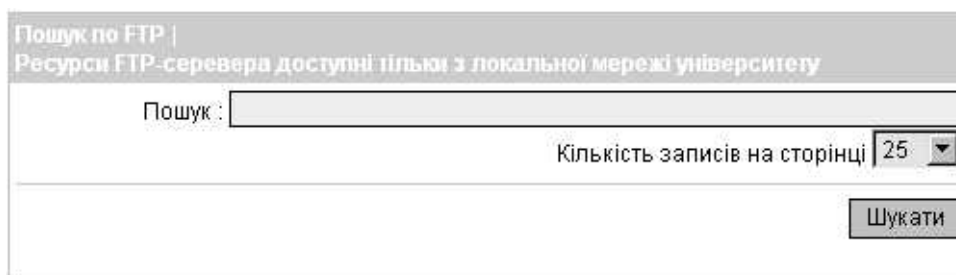 Пошук по FTP |
Ресурси FTP-серевера доступні тільки з локальної мережі університету
Пошук :
Кількість записів на сторінці 25
Шукати